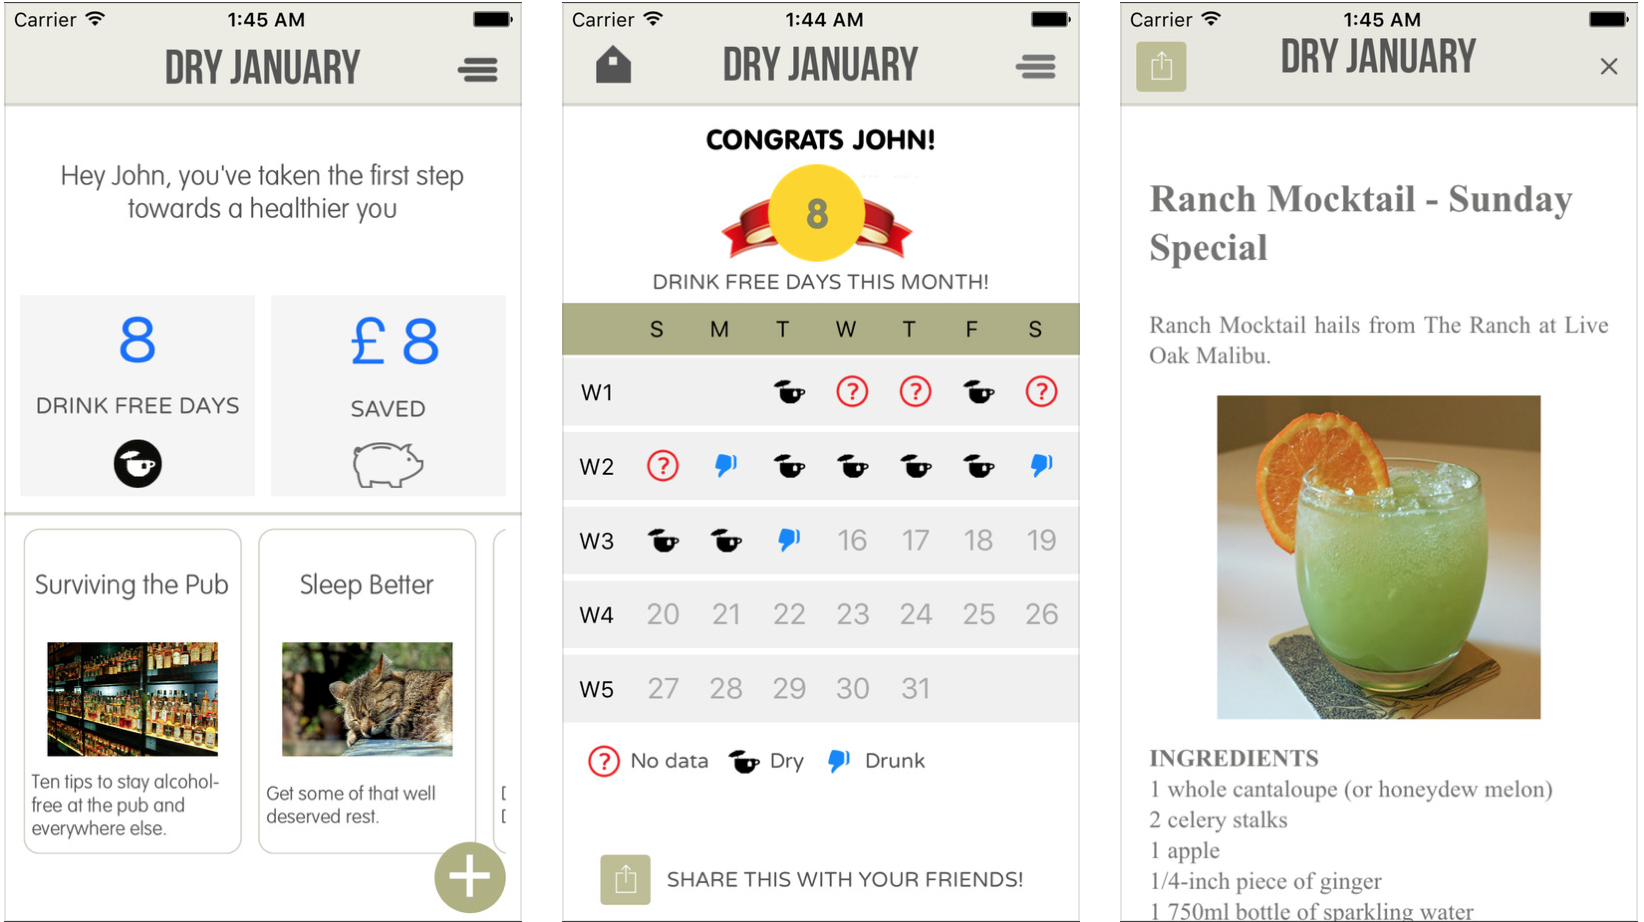 Carrier 1:45 AM
DRY JANUARY
Hey John, you've taken the first step
towards a healthier you
8
DRINK FREE DAYS
£ 8
SAVED
Surviving the Pub
Ten tips to stay alcohol-
free at the pub and
everywhere else.
Sleep Better
Get some of that well
deserved rest.
Carrier 1:44 AM
DRY JANUARY
CONGRATS JOHN!
8
DRINK FREE DAYS THIS MONTH!
S M T W T F S
W1 ? ? ?
W2 ?
W3 16 17 18 19
W4 20 21 22 23 24 25 26
W5 27 28 29 30 31
? No data Dry Drunk
SHARE THIS WITH YOUR FRIENDS!
Carrier 1:45 AM
DRY JANUARY
Ranch Mocktail - Sunday
Special
Ranch Mocktail hails from The Ranch at Live
Oak Malibu.
INGREDIENTS
1 whole cantaloupe (or honeydew melon)
2 celery stalks
1 apple
1/4-inch piece of ginger
1 750ml bottle of sparkling water